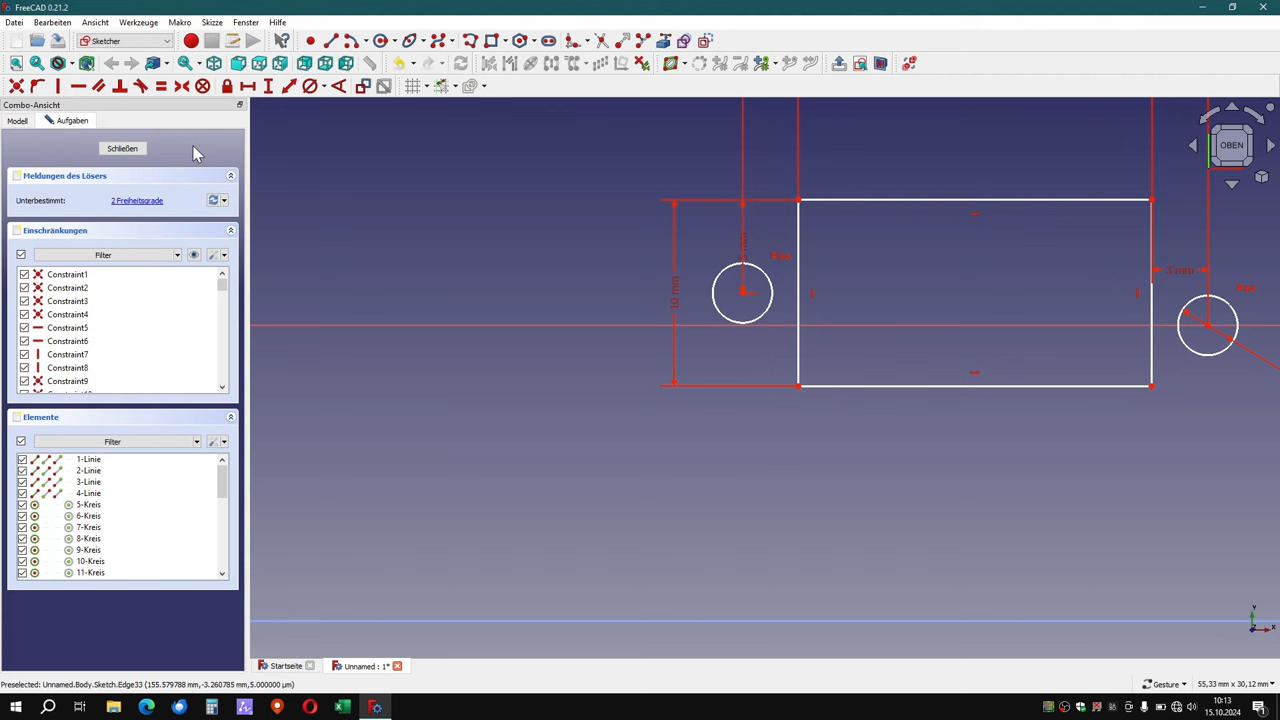 FreeCAD 0.21.2
Datei Bearbeiten Ansicht Werkzeuge Makro Skizze Fenster Hilfe
Sketcher
Combo-Ansicht
Modell Aufgaben
Schließen
Meldungen des Lösers
Unterbestimmt: 2 Freiheitsgrade
Einschränkungen
Filter
Constraint1
Constraint2
Constraint3
Constraint4
Constraint5
Constraint6
Constraint7
Constraint8
Constraint9
Elemente
Filter
1-Linie
2-Linie
3-Linie
4-Linie
5-Kreis
6-Kreis
7-Kreis
8-Kreis
9-Kreis
10-Kreis
11-Kreis
OBEN
3 mm
10 mm
Y
X
Startseite Unnamed : 1*
Preselected: Unnamed.Body.Sketch.Edge33 (155.579788 mm,-3.260785 mm,5.000000 µm)
Gesture
55,33 mm x 30,12 mm
10:13
15.10.2024